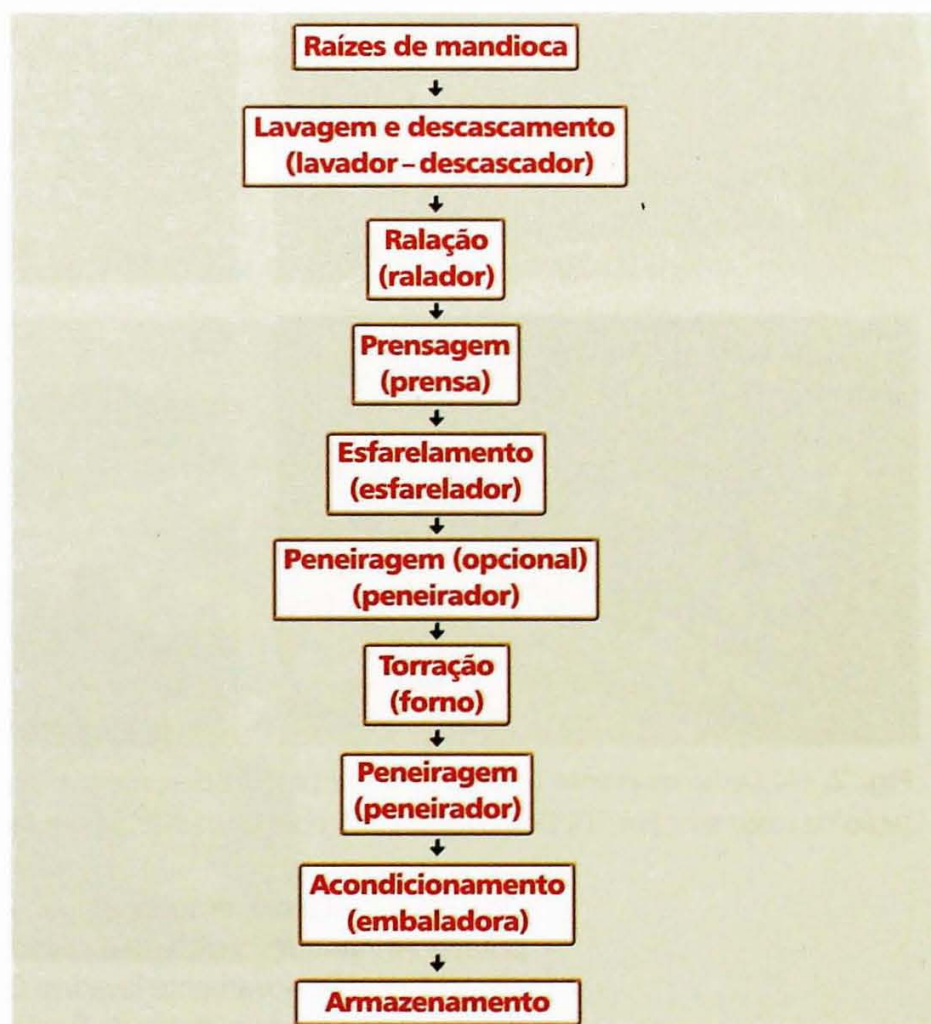 Raízes de mandioca
Lavagem e descascamento
(lavador – descascador)
Ralação
(ralador)
Prensagem
(prensa)
Esfarelamento
(esfarelador)
Peneiragem (opcional)
(peneirador)
Torração
(forno)
Peneiragem
(peneirador)
Acondicionamento
(embaladora)
Armazenamento